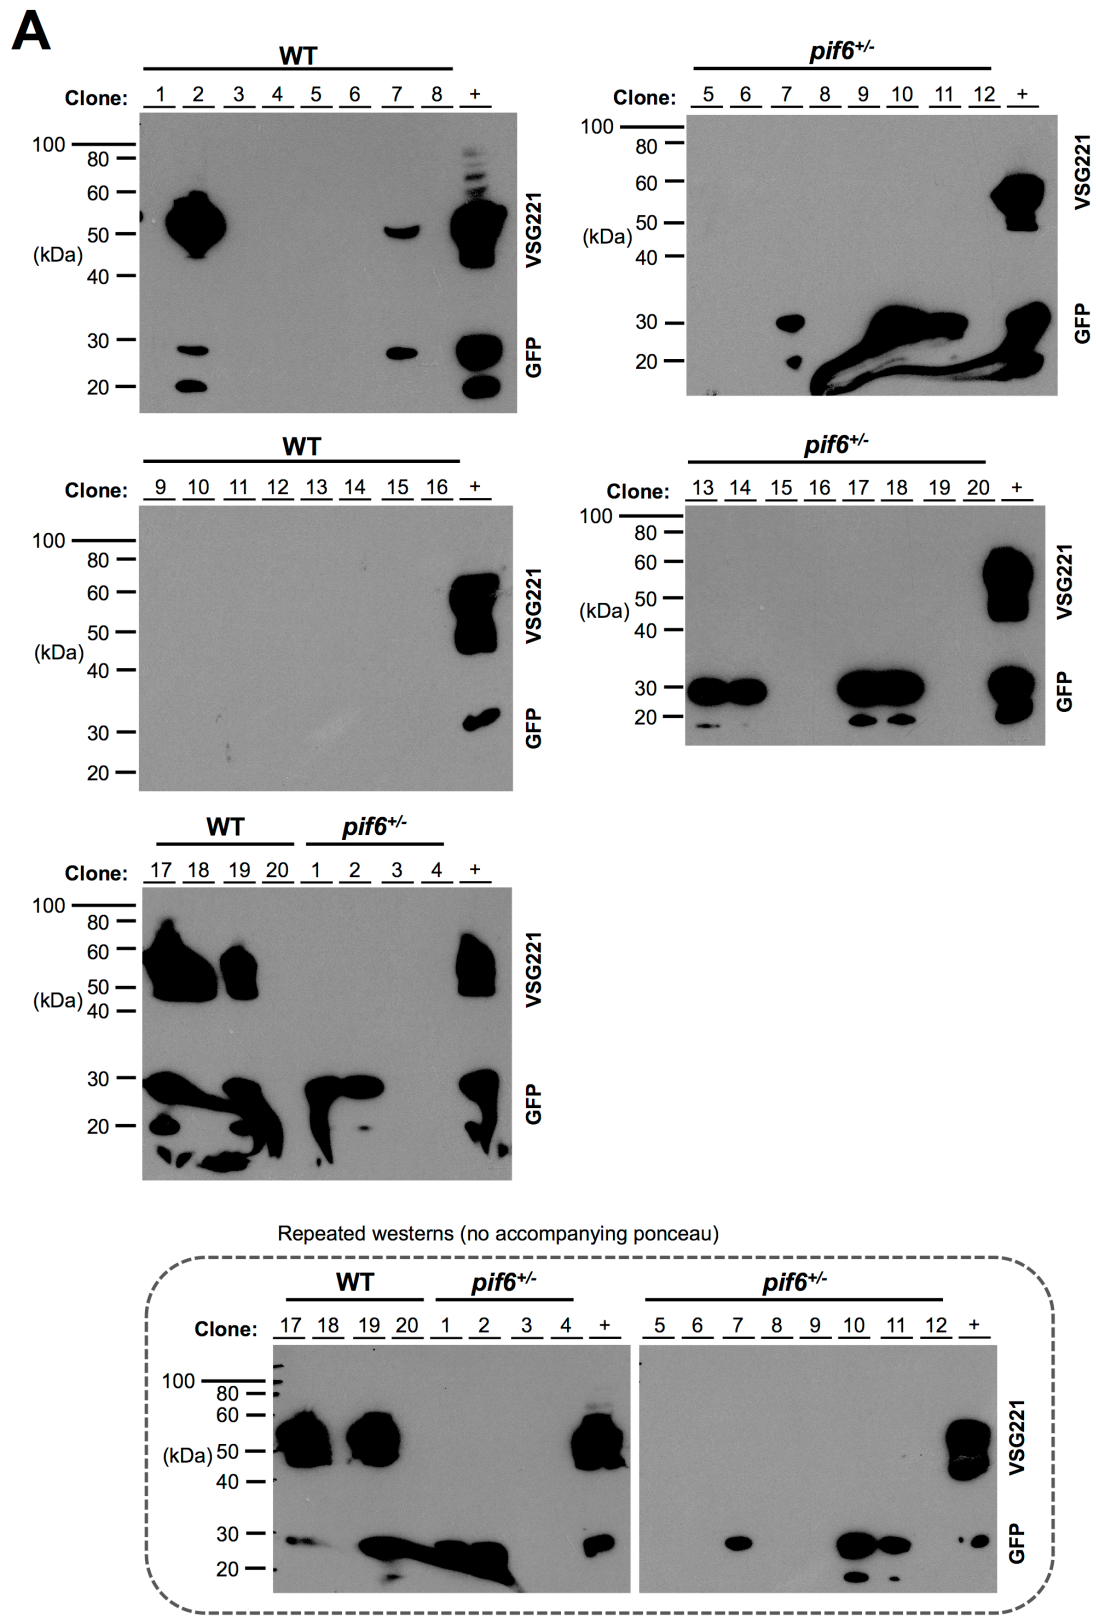 A
WT
Clone: 1 2 3 4 5 6 7 8 +
100
80
60
50
(kDa)
40
30
20
VSG221
GFP
pif6+/-
Clone: 5 6 7 8 9 10 11 12 +
100
80
60
50
(kDa)
40
30
20
VSG221
GFP
WT
Clone: 9 10 11 12 13 14 15 16 +
100
80
60
50
(kDa)
40
30
20
VSG221
GFP
pif6+/-
Clone: 13 14 15 16 17 18 19 20 +
100
80
60
50
(kDa)
40
30
20
VSG221
GFP
WT pif6+/-
Clone: 17 18 19 20 1 2 3 4 +
100
80
60
50
(kDa)
40
30
20
VSG221
GFP
Repeated westerns (no accompanying ponceau)
WT pif6+/- pif6+/-
Clone: 17 18 19 20 1 2 3 4 + 5 6 7 8 9 10 11 12 +
100
80
60
(kDa) 50
40
30
20
VSG221
GFP